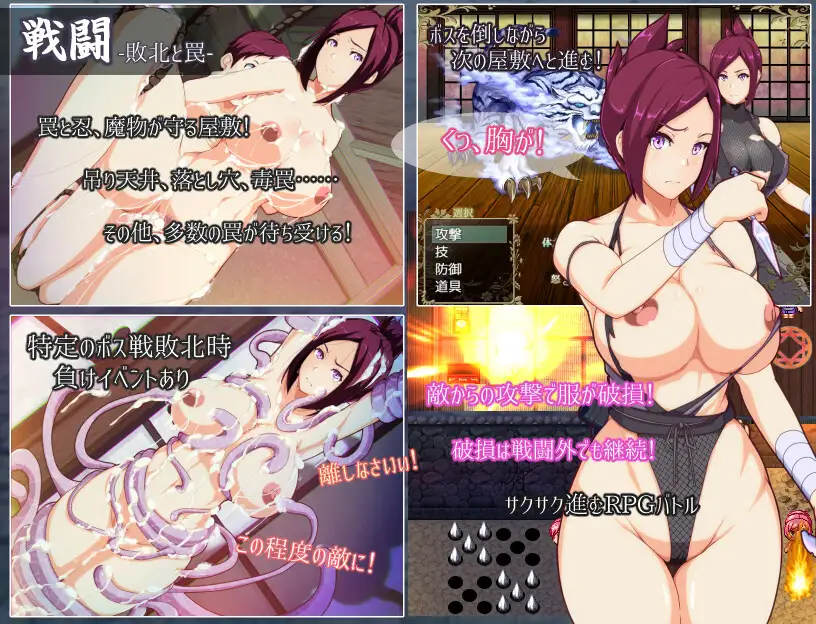 戦闘 -敗北と罠-
罠と忍、魔物が守る屋敷!
吊り天井、落とし穴、毒罠……
その他、多数の罠が待ち受ける!
ボスを倒しながら
次の屋敷へと進む!
くっ、胸が!
選択
攻撃
技
防御
道具
体
怒
特定のボス戦敗北時
負けイベントあり
離しなさいぃ!
この程度の敵に!
敵からの攻撃で服が破損!
破損は戦闘外でも継続!
サクサク進むRPGバトル